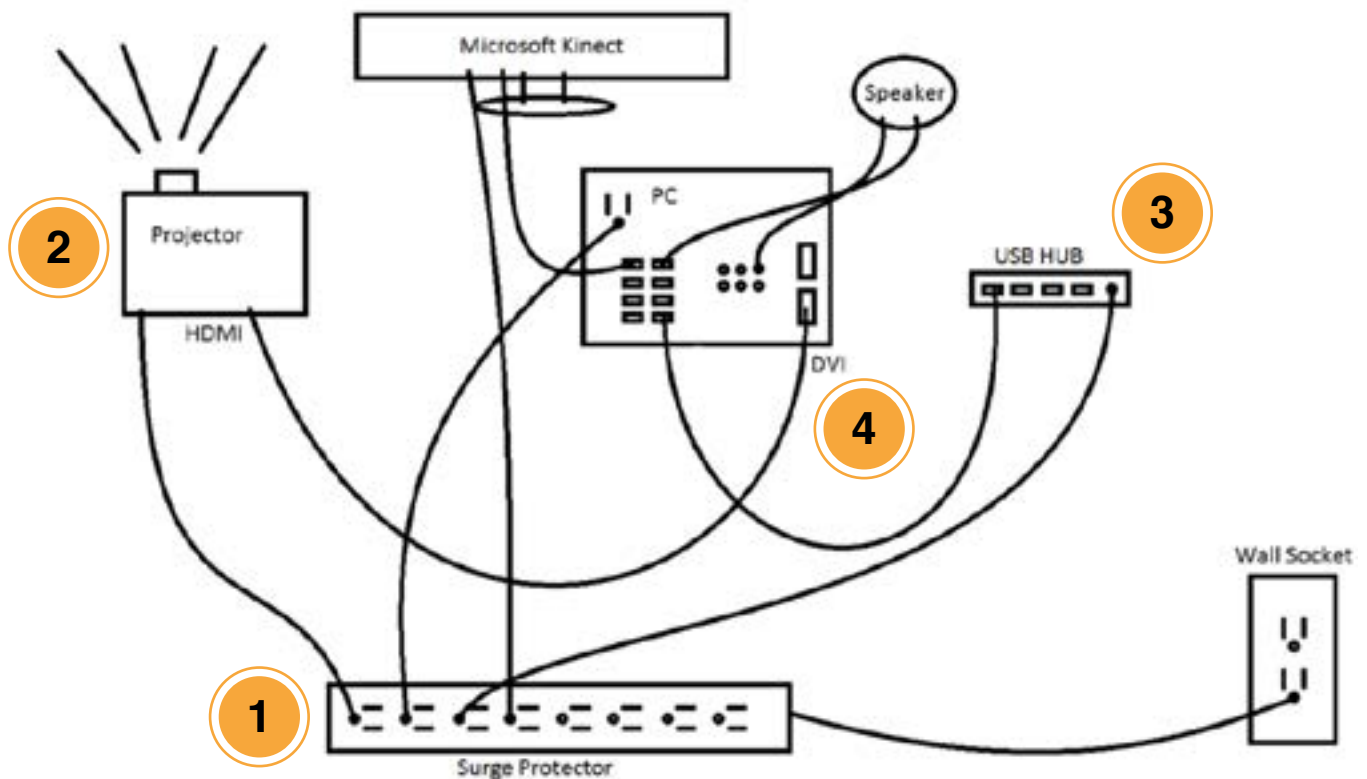 Microsoft Kinect
Speaker
PC
3
2
Projector
USB HUB
HDMI
DVI
4
Wall Socket
1
Surge Protector